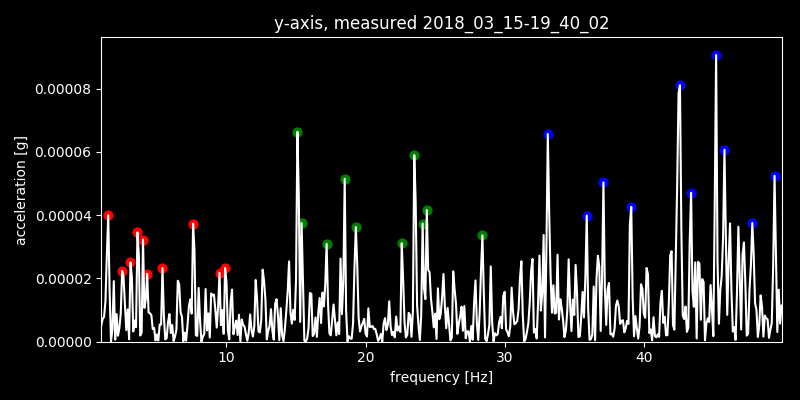 y-axis, measured 2018_03_15-19_40_02
acceleration [g]
0.00008
0.00006
0.00004
0.00002
0.00000
10 20 30 40
frequency [Hz]